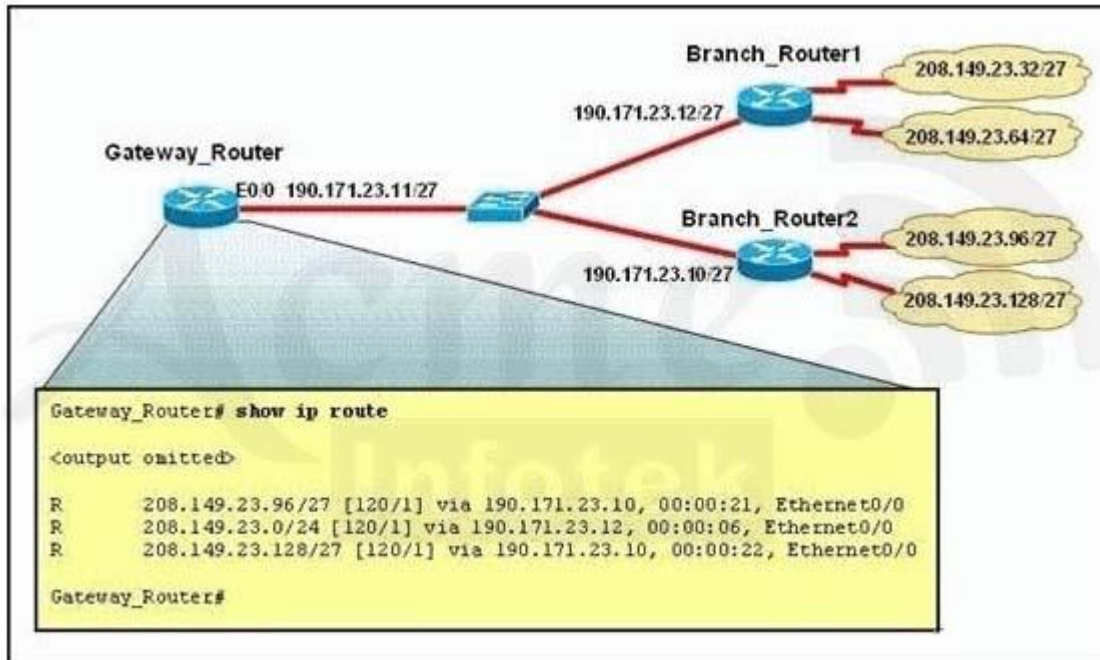 Branch_Router1
208.149.23.32/27
190.171.23.12/27
208.149.23.64/27
Gateway_Router
E0/0 190.171.23.11/27
Branch_Router2
208.149.23.96/27
190.171.23.10/27
208.149.23.128/27
Acme
Infotek
Gateway_Router# show ip route
<output omitted>
R 208.149.23.96/27 [120/1] via 190.171.23.10, 00:00:21, Ethernet0/0
R 208.149.23.0/24 [120/1] via 190.171.23.12, 00:00:06, Ethernet0/0
R 208.149.23.128/27 [120/1] via 190.171.23.10, 00:00:22, Ethernet0/0
Gateway_Router#